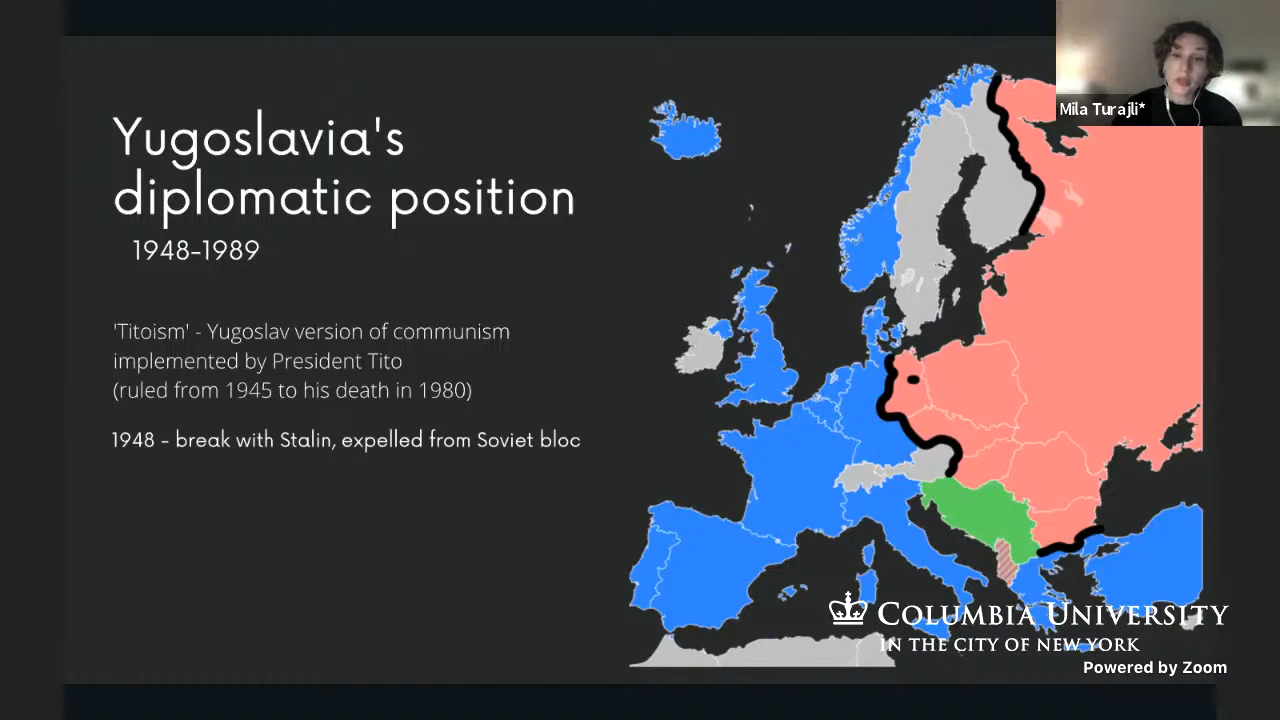 Yugoslavia's
diplomatic position
1948-1989
'Titoism' - Yugoslav version of communism
implemented by President Tito
(ruled from 1945 to his death in 1980)
1948 - break with Stalin, expelled from Soviet bloc
Mila Turajli*
COLUMBIA UNIVERSITY
IN THE CITY OF NEW YORK
Powered by Zoom